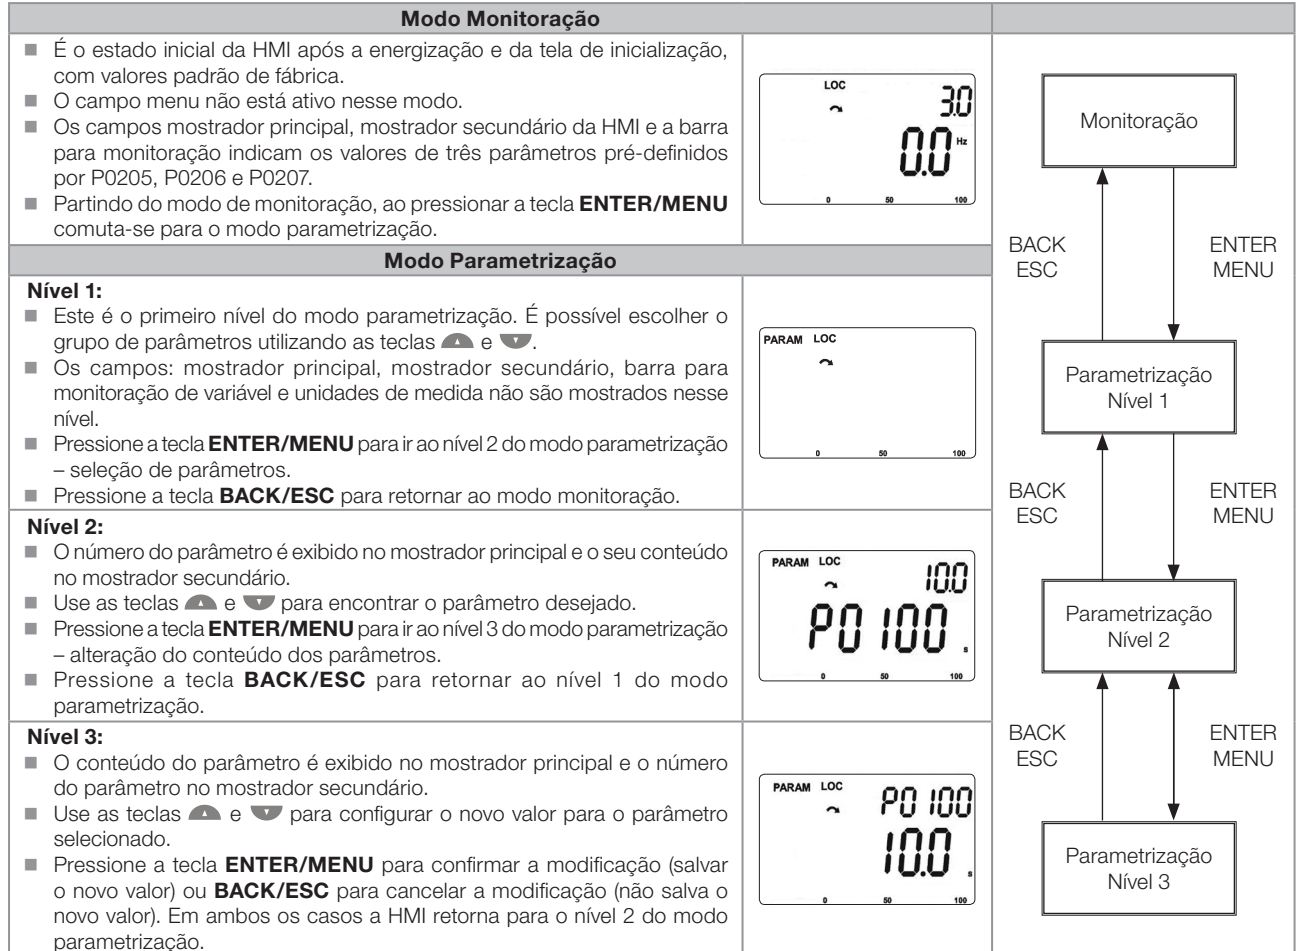 Modo Monitoração
■ É o estado inicial da HMI após a energização e da tela de inicialização,
com valores padrão de fábrica.
■ O campo menu não está ativo nesse modo.
■ Os campos mostrador principal, mostrador secundário da HMI e a barra
para monitoração indicam os valores de três parâmetros pré-definidos
por P0205, P0206 e P0207.
■ Partindo do modo de monitoração, ao pressionar a tecla ENTER/MENU
comuta-se para o modo parametrização.
LOC
3.0
0.0 Hz
0 50 100
Modo Parametrização
Nível 1:
■ Este é o primeiro nível do modo parametrização. É possível escolher o
grupo de parâmetros utilizando as teclas e .
■ Os campos: mostrador principal, mostrador secundário, barra para
monitoração de variável e unidades de medida não são mostrados nesse
nível.
■ Pressione a tecla ENTER/MENU para ir ao nível 2 do modo parametrização
– seleção de parâmetros.
■ Pressione a tecla BACK/ESC para retornar ao modo monitoração.
PARAM LOC
0 50 100
Nível 2:
■ O número do parâmetro é exibido no mostrador principal e o seu conteúdo
no mostrador secundário.
■ Use as teclas e para encontrar o parâmetro desejado.
■ Pressione a tecla ENTER/MENU para ir ao nível 3 do modo parametrização
– alteração do conteúdo dos parâmetros.
■ Pressione a tecla BACK/ESC para retornar ao nível 1 do modo
parametrização.
PARAM LOC
10.0
P0100 s
0 50 100
Nível 3:
■ O conteúdo do parâmetro é exibido no mostrador principal e o número
do parâmetro no mostrador secundário.
■ Use as teclas e para configurar o novo valor para o parâmetro
selecionado.
■ Pressione a tecla ENTER/MENU para confirmar a modificação (salvar
o novo valor) ou BACK/ESC para cancelar a modificação (não salva o
novo valor). Em ambos os casos a HMI retorna para o nível 2 do modo
parametrização.
PARAM LOC
P0100
10.0 s
0 50 100
Monitoração
BACK
ESC
ENTER
MENU
Parametrização
Nível 1
BACK
ESC
ENTER
MENU
Parametrização
Nível 2
BACK
ESC
ENTER
MENU
Parametrização
Nível 3